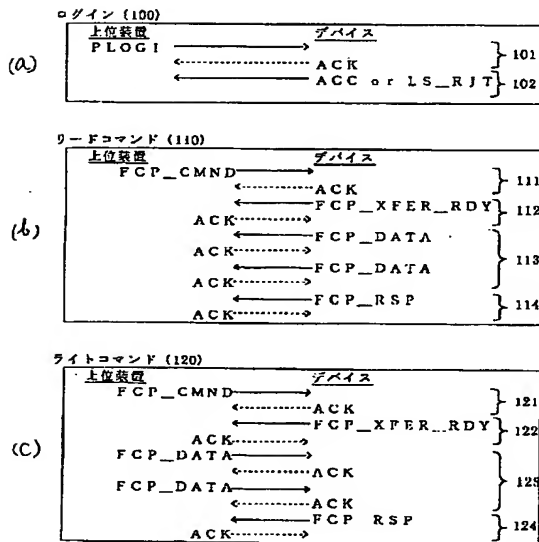 ログイン (100)
上位装置 デバイス
PLOGI
ACK
101
(a)
ACC or LS_RJT
102
リードコマンド (110)
上位装置 デバイス
FCP_CMND
ACK
111
FCP_XFER_RDY
112
ACK
(b)
FCP_DATA
ACK
113
FCP_DATA
ACK
FCP_RSP
114
ACK
ライトコマンド (120)
上位装置 デバイス
FCP_CMND
ACK
121
FCP_XFER_RDY
122
ACK
(C)
FCP_DATA
ACK
123
FCP_DATA
ACK
FCP_RSP
124
ACK